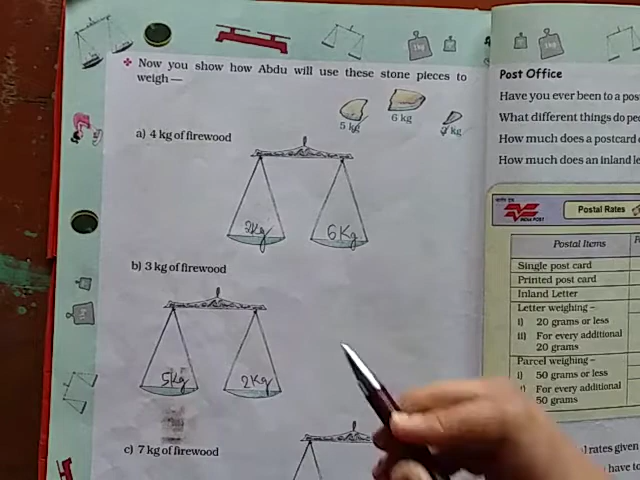 ❖ Now you show how Abdu will use these stone pieces to
weigh —
5 kg
6 kg
kg
a) 4 kg of firewood
2Kg
6Kg
b) 3 kg of firewood
5Kg
2Kg
c) 7 kg of firewood
1kg
1kg
Post Office
Have you ever been to a pos
What different things do peo
How much does a postcard
How much does an inland le
INDIA POST
Postal Rates
Postal Items
Single post card
Printed post card
Inland Letter
Letter weighing –
i) 20 grams or less
ii) For every additional
20 grams
Parcel weighing –
i) 50 grams or less
For every additional
50 grams
rates given
have to